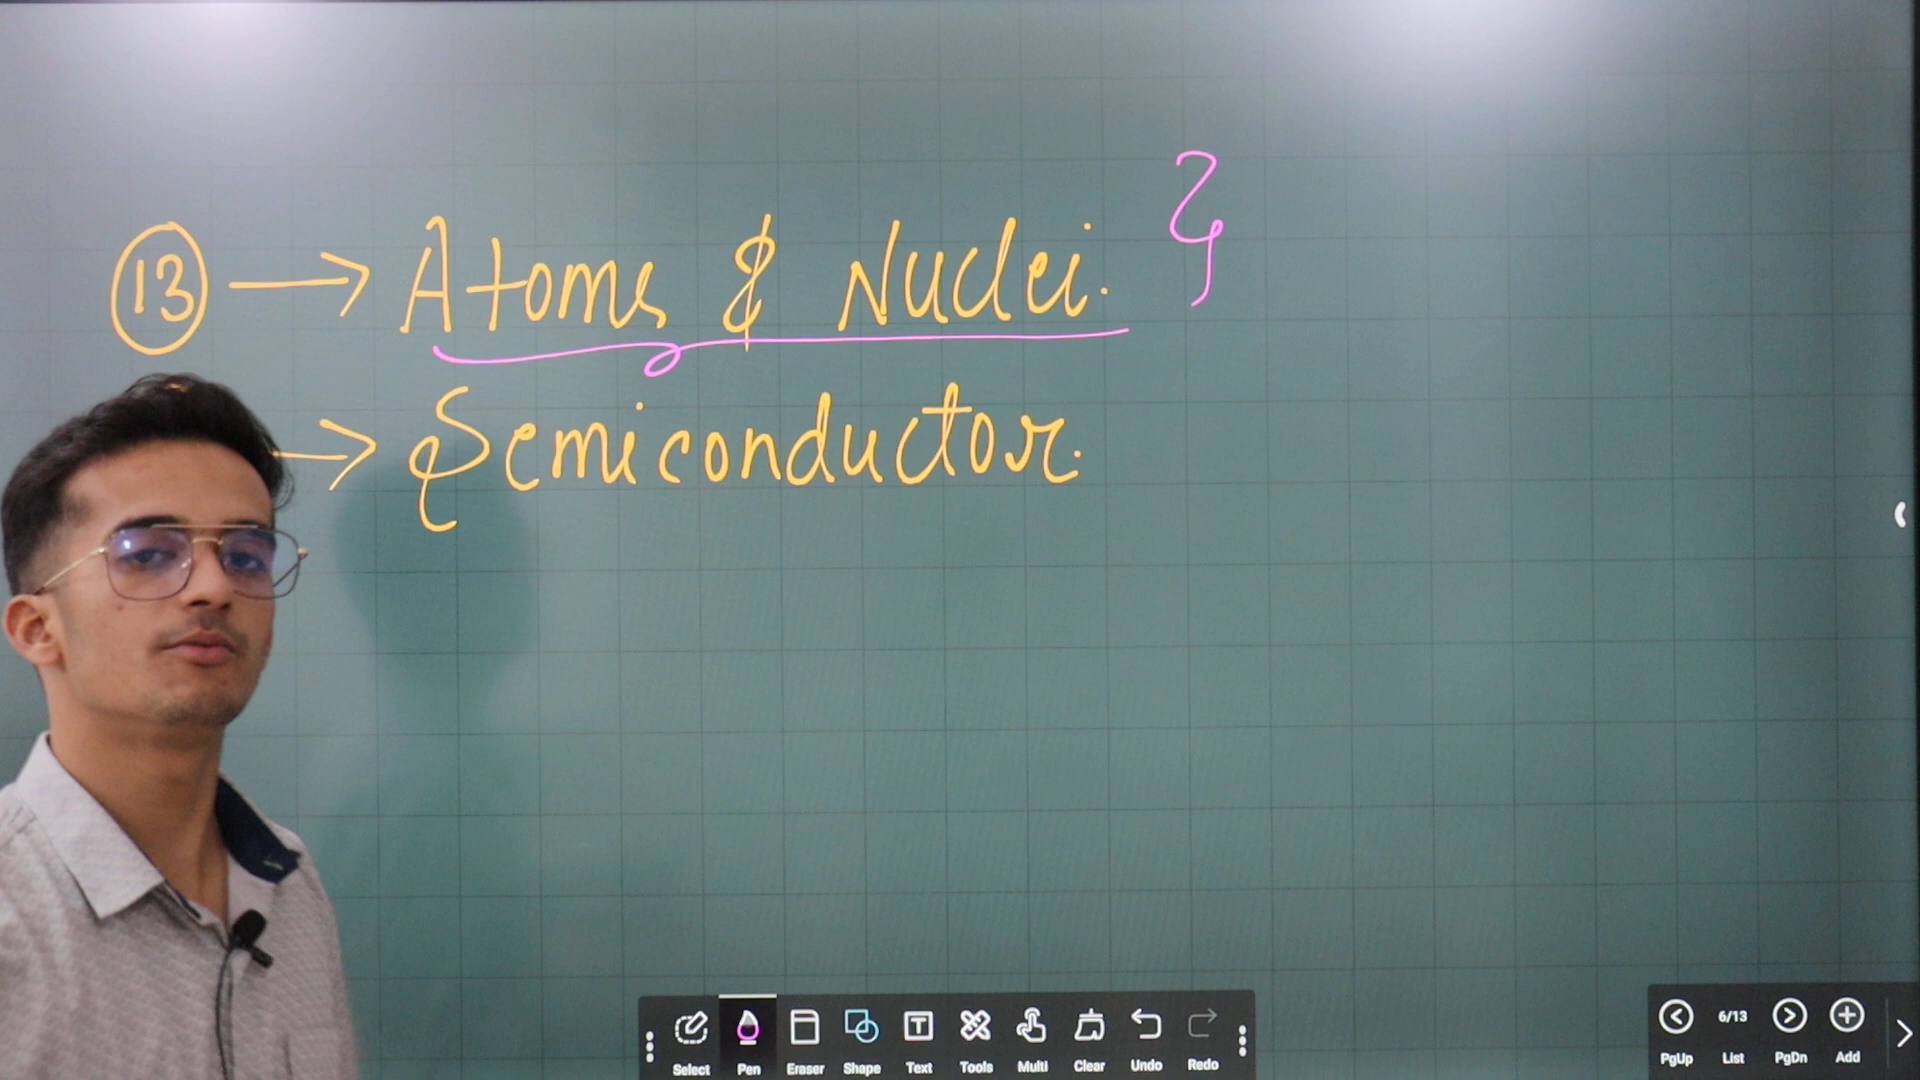 13 → Atoms & Nuclei.
→ Semiconductor.
Select Pen Eraser Shape Text Tools Multi Clear Undo Redo
6/13
PgUp List PgDn Add